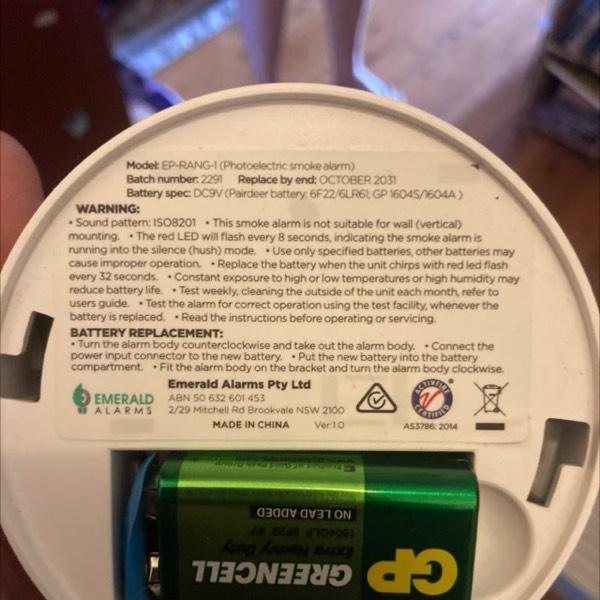 Model: EP-RANG-1 (Photoelectric smoke alarm)
Batch number: 2291 Replace by end: OCTOBER 2031
Battery spec: DC9V (Pairdeer battery: 6F22/6LR61; GP 1604S/1604A )
WARNING:
• Sound pattern: ISO8201 • This smoke alarm is not suitable for wall (vertical)
mounting. • The red LED will flash every 8 seconds, indicating the smoke alarm is
running into the silence (hush) mode. • Use only specified batteries, other batteries may
cause improper operation. • Replace the battery when the unit chirps with red led flash
every 32 seconds. • Constant exposure to high or low temperatures or high humidity may
reduce battery life. • Test weekly, cleaning the outside of the unit each month, refer to
users guide. • Test the alarm for correct operation using the test facility, whenever the
battery is replaced. • Read the instructions before operating or servicing.
BATTERY REPLACEMENT:
• Turn the alarm body counterclockwise and take out the alarm body. • Connect the
power input connector to the new battery. • Put the new battery into the battery
compartment. • Fit the alarm body on the bracket and turn the alarm body clockwise.
EMERALD
ALARMS
Emerald Alarms Pty Ltd
ABN 50 632 601 453
2/29 Mitchell Rd Brookvale NSW 2100
MADE IN CHINA Ver:1.0
ACTIVFIRE
CERTIFIED
AS3786: 2014
GP
GREENCELL
Extra Heavy Duty
1604GLF 6F22 9V
NO LEAD ADDED
Product of Gold Peak Group